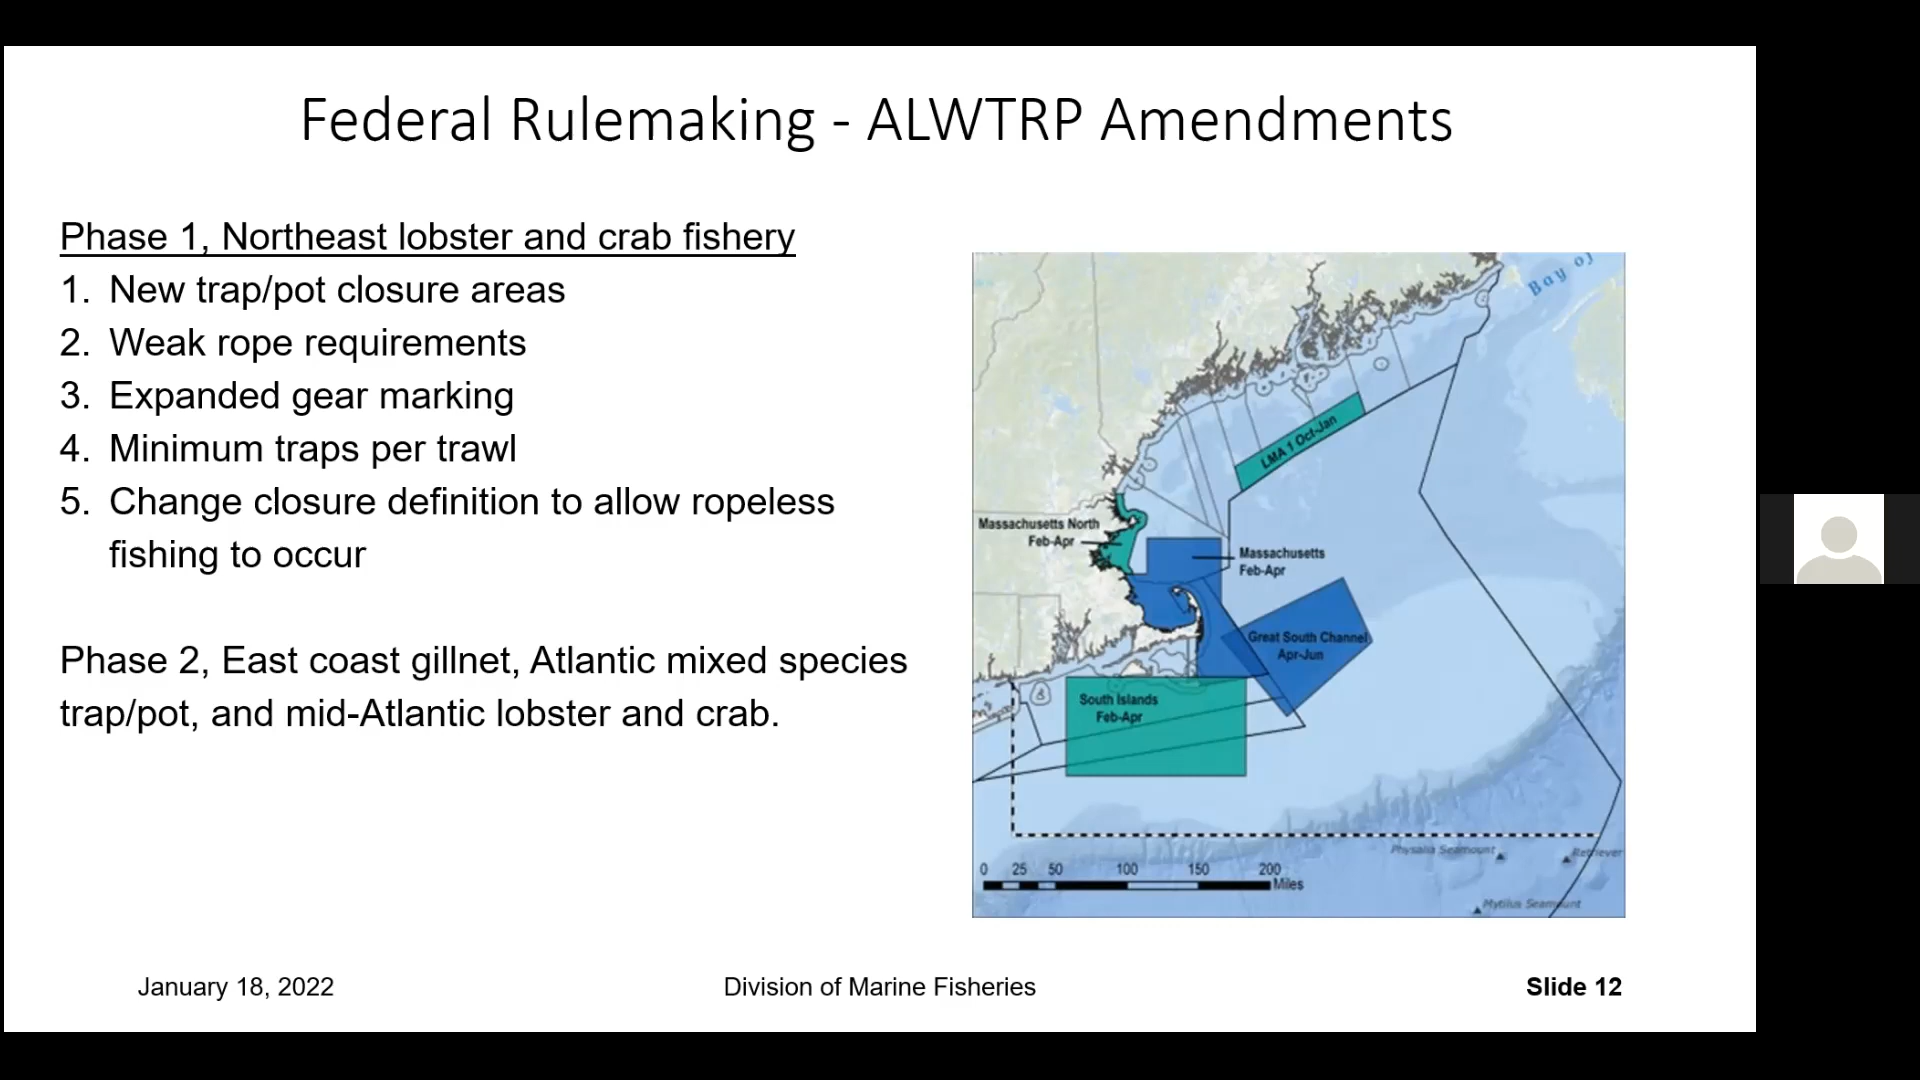 Federal Rulemaking - ALWTRP Amendments
Phase 1, Northeast lobster and crab fishery
1. New trap/pot closure areas
2. Weak rope requirements
3. Expanded gear marking
4. Minimum traps per trawl
5. Change closure definition to allow ropeless
fishing to occur
Phase 2, East coast gillnet, Atlantic mixed species
trap/pot, and mid-Atlantic lobster and crab.
Bay of
LMA 1 Oct-Jan
Massachusetts North
Feb-Apr
Massachusetts
Feb-Apr
Great South Channel
Apr-Jun
South Islands
Feb-Apr
Physalia Seamount
Retriever
0 25 50 100 150 200
Miles
Mytilus Seamount
January 18, 2022
Division of Marine Fisheries
Slide 12